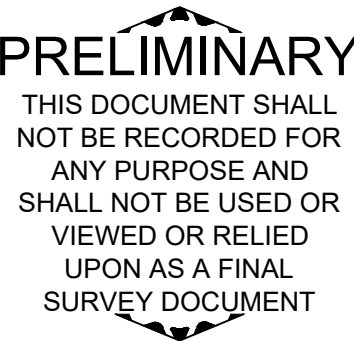 PRELIMINARY
THIS DOCUMENT SHALL
NOT BE RECORDED FOR
ANY PURPOSE AND
SHALL NOT BE USED OR
VIEWED OR RELIED
UPON AS A FINAL
SURVEY DOCUMENT